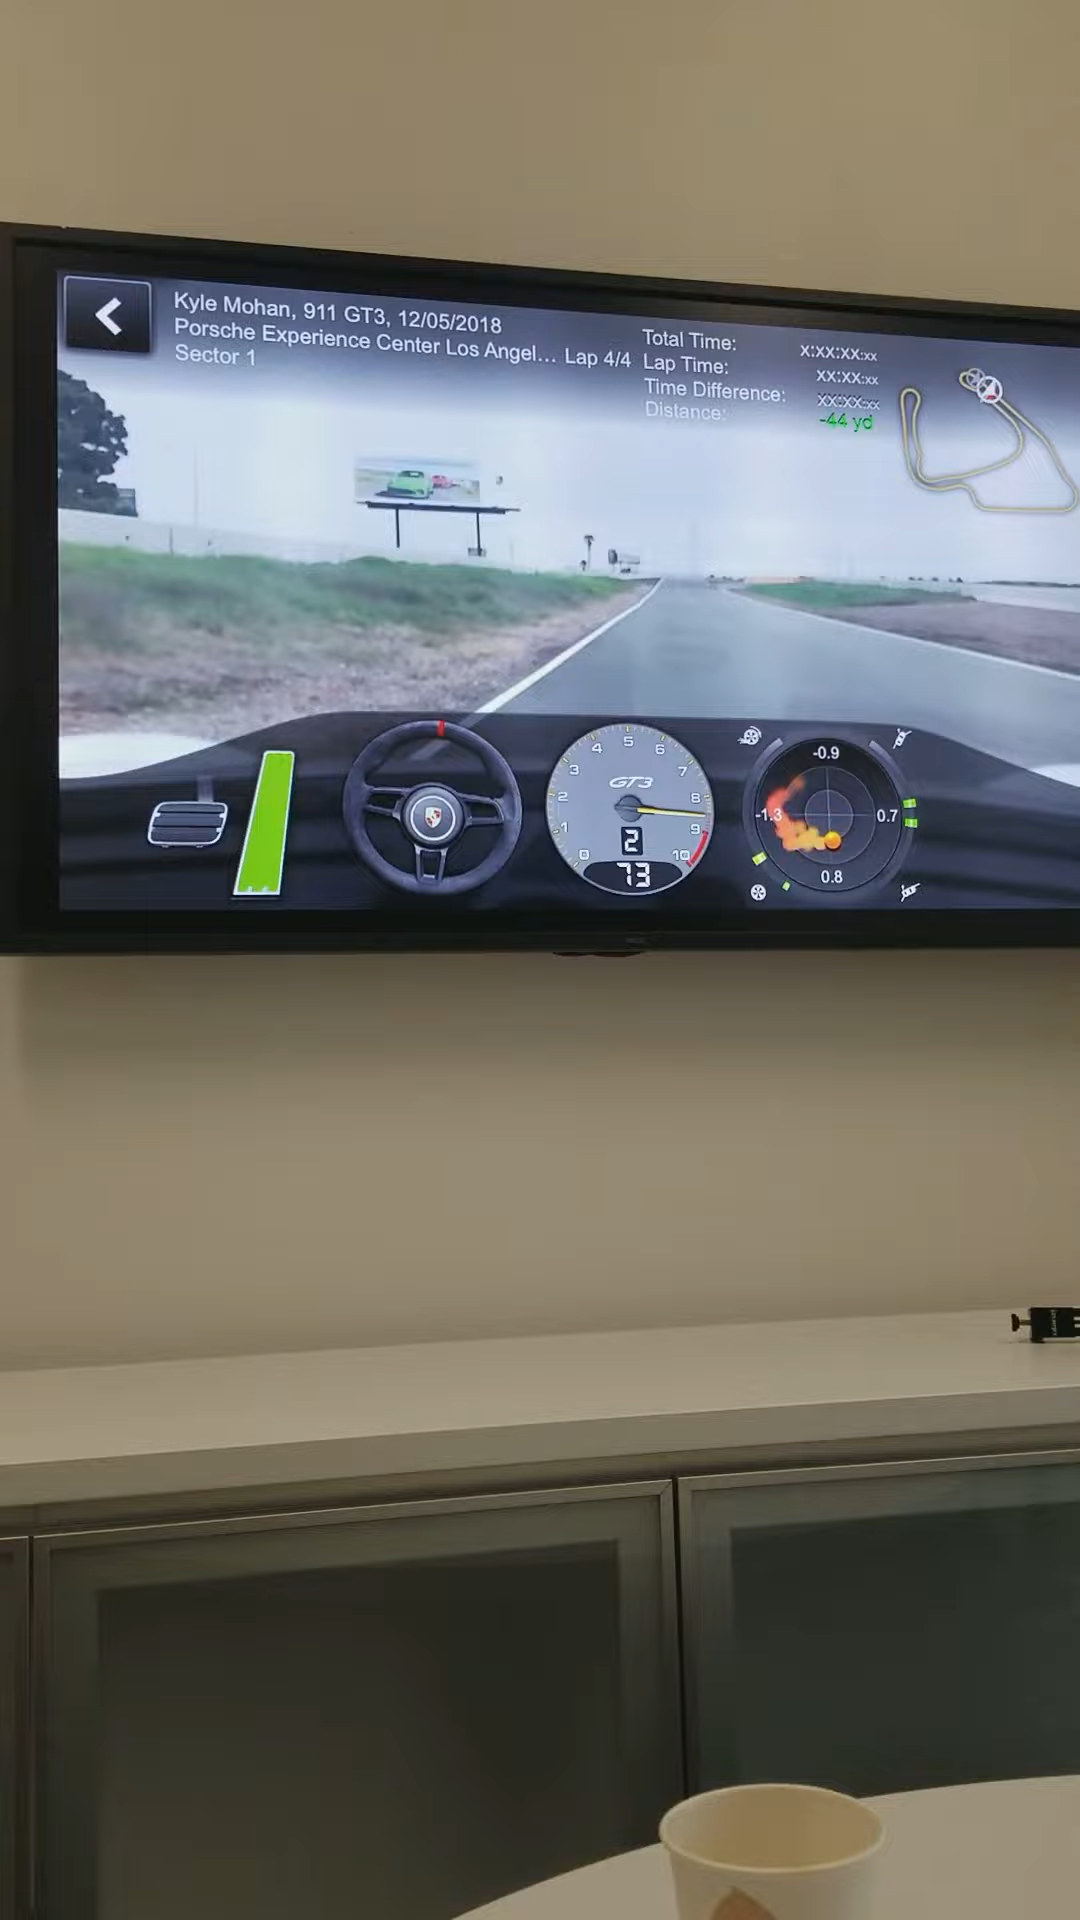 Kyle Mohan, 911 GT3, 12/05/2018
Porsche Experience Center Los Angel... Lap 4/4
Sector 1
Total Time: X:XX:XX:xx
Lap Time: XX:XX:xx
Time Difference: XX:XX:xx
Distance: -44 yd
0 1 2 3 4 5 6 7 8 9 10
GT3
2
73
-0.9
-1.3
0.7
0.8